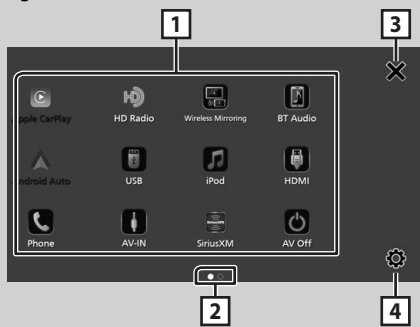 1
3
Apple CarPlay
HD Radio
Wireless Mirroring
BT Audio
Android Auto
USB
iPod
HDMI
Phone
AV-IN
SiriusXM
AV Off
2
4